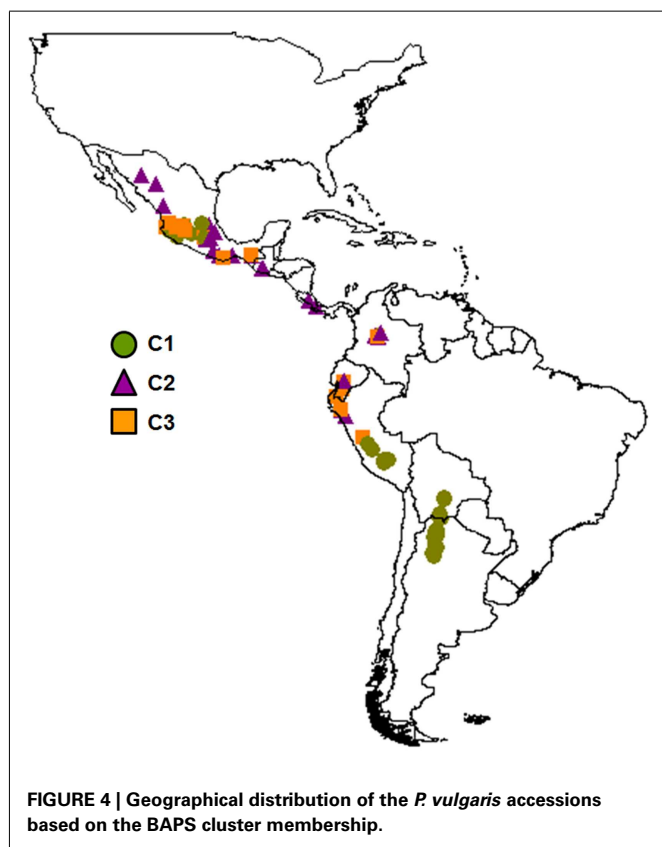 C1
C2
C3
FIGURE 4 | Geographical distribution of the P. vulgaris accessions
based on the BAPS cluster membership.